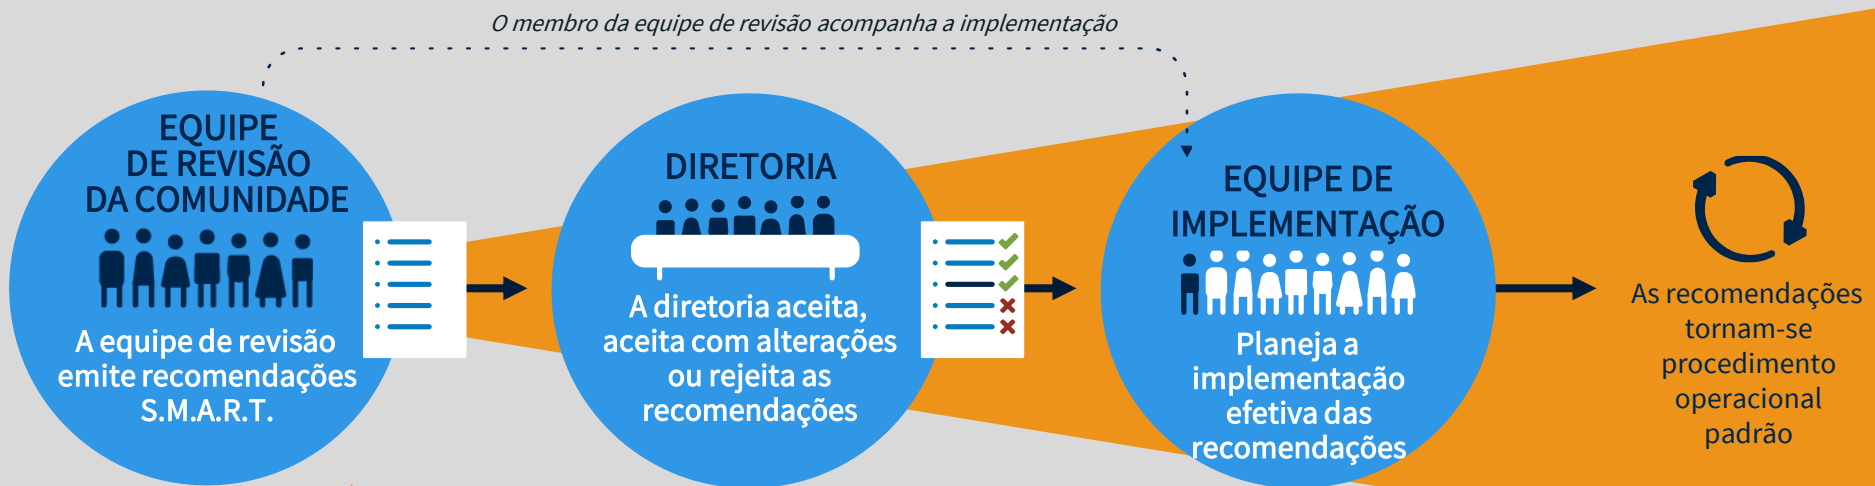 O membro da equipe de revisão acompanha a implementação
EQUIPE
DE REVISÃO
DA COMUNIDADE
A equipe de revisão
emite recomendações
S.M.A.R.T.
DIRETORIA
A diretoria aceita,
aceita com alterações
ou rejeita as
recomendações
EQUIPE DE
IMPLEMENTAÇÃO
Planeja a
implementação
efetiva das
recomendações
As recomendações
tornam-se
procedimento
operacional
padrão